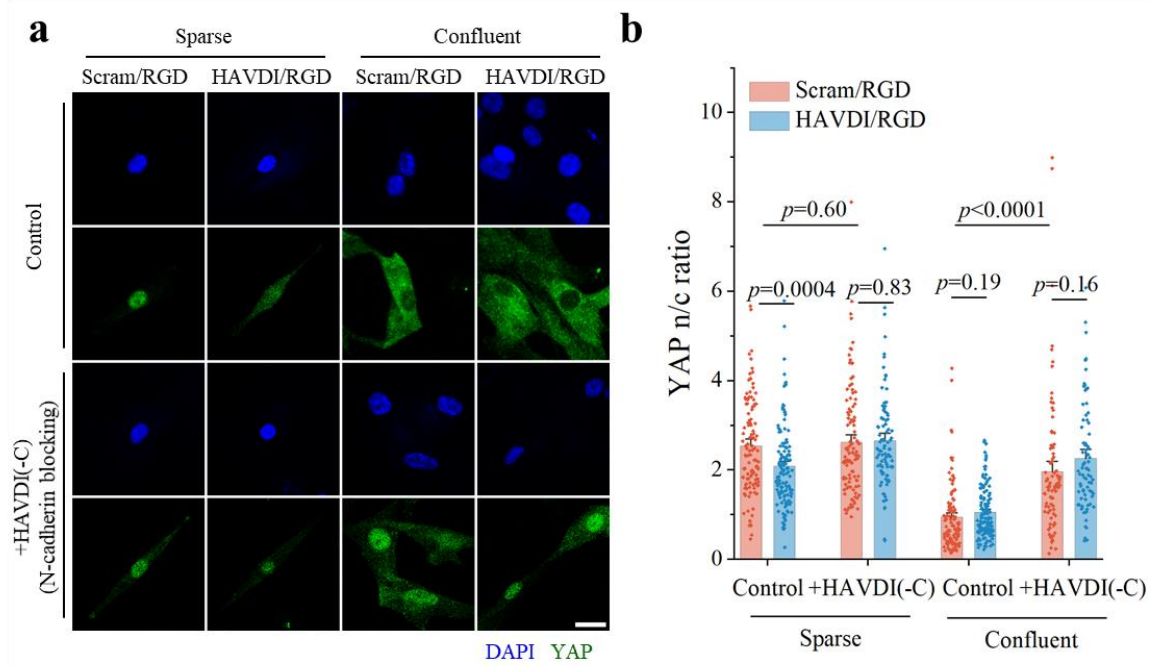 a
Sparse
Confluent
Scram/RGD
HAVDI/RGD
Scram/RGD
HAVDI/RGD
Control
+HAVDI(-C)
(N-cadherin blocking)
DAPI YAP
b
Scram/RGD
HAVDI/RGD
YAP n/c ratio
10
8
6
4
2
0
p=0.60
p<0.0001
p=0.0004
p=0.83
p=0.19
p=0.16
Control +HAVDI(-C) Control +HAVDI(-C)
Sparse
Confluent